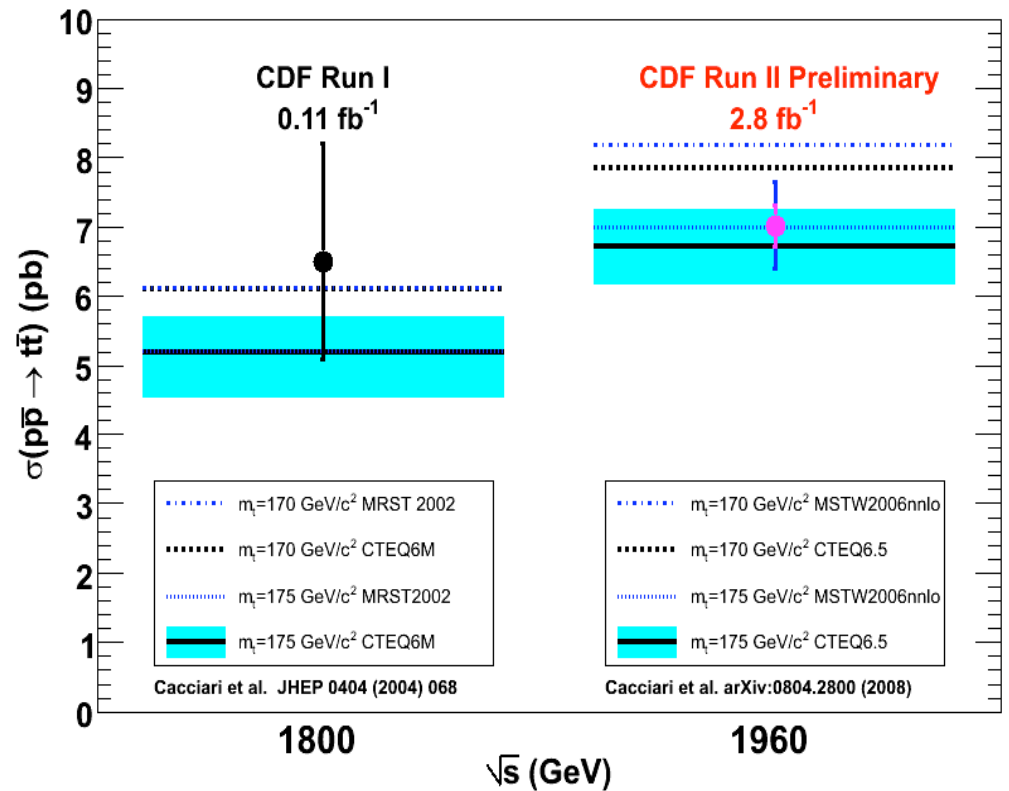 10
9
8
7
6
5
4
3
2
1
0
σ(pp̅ → tt̅) (pb)
CDF Run I
0.11 fb⁻¹
CDF Run II Preliminary
2.8 fb⁻¹
mₜ=170 GeV/c² MRST 2002
mₜ=170 GeV/c² CTEQ6M
mₜ=175 GeV/c² MRST2002
mₜ=175 GeV/c² CTEQ6M
Cacciari et al. JHEP 0404 (2004) 068
mₜ=170 GeV/c² MSTW2006nnlo
mₜ=170 GeV/c² CTEQ6.5
mₜ=175 GeV/c² MSTW2006nnlo
mₜ=175 GeV/c² CTEQ6.5
Cacciari et al. arXiv:0804.2800 (2008)
1800
1960
√s (GeV)